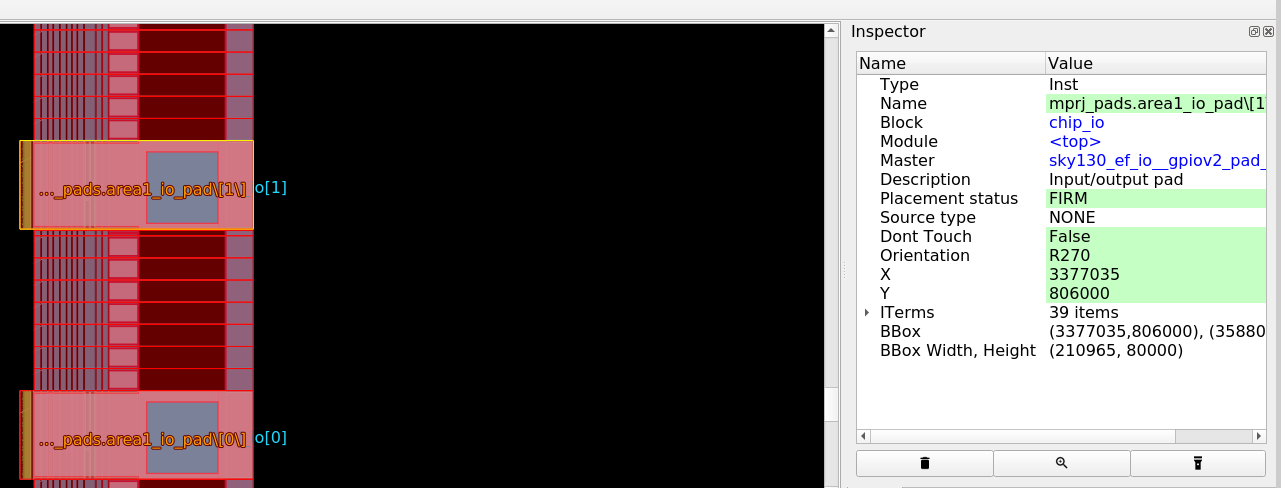 Inspector
Name Value
Type Inst
Name mprj_pads.area1_io_pad\[1
Block chip_io
Module <top>
Master sky130_ef_io__gpiov2_pad_
Description Input/output pad
Placement status FIRM
Source type NONE
Dont Touch False
Orientation R270
X 3377035
Y 806000
ITerms 39 items
BBox (3377035,806000), (35880
BBox Width, Height (210965, 80000)
..._pads.area1_io_pad\[1\] o[1]
..._pads.area1_io_pad\[0\] o[0]